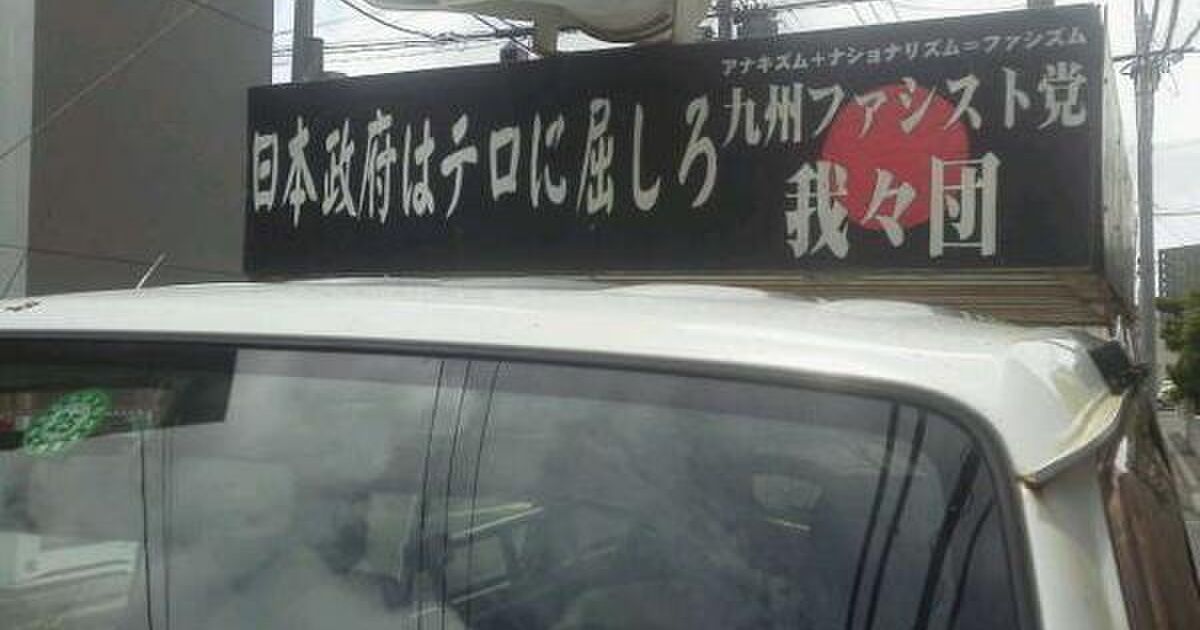 日本政府はテロに屈しろ
アナキズム+ナショナリズム=ファシズム
九州ファシスト党
我々団